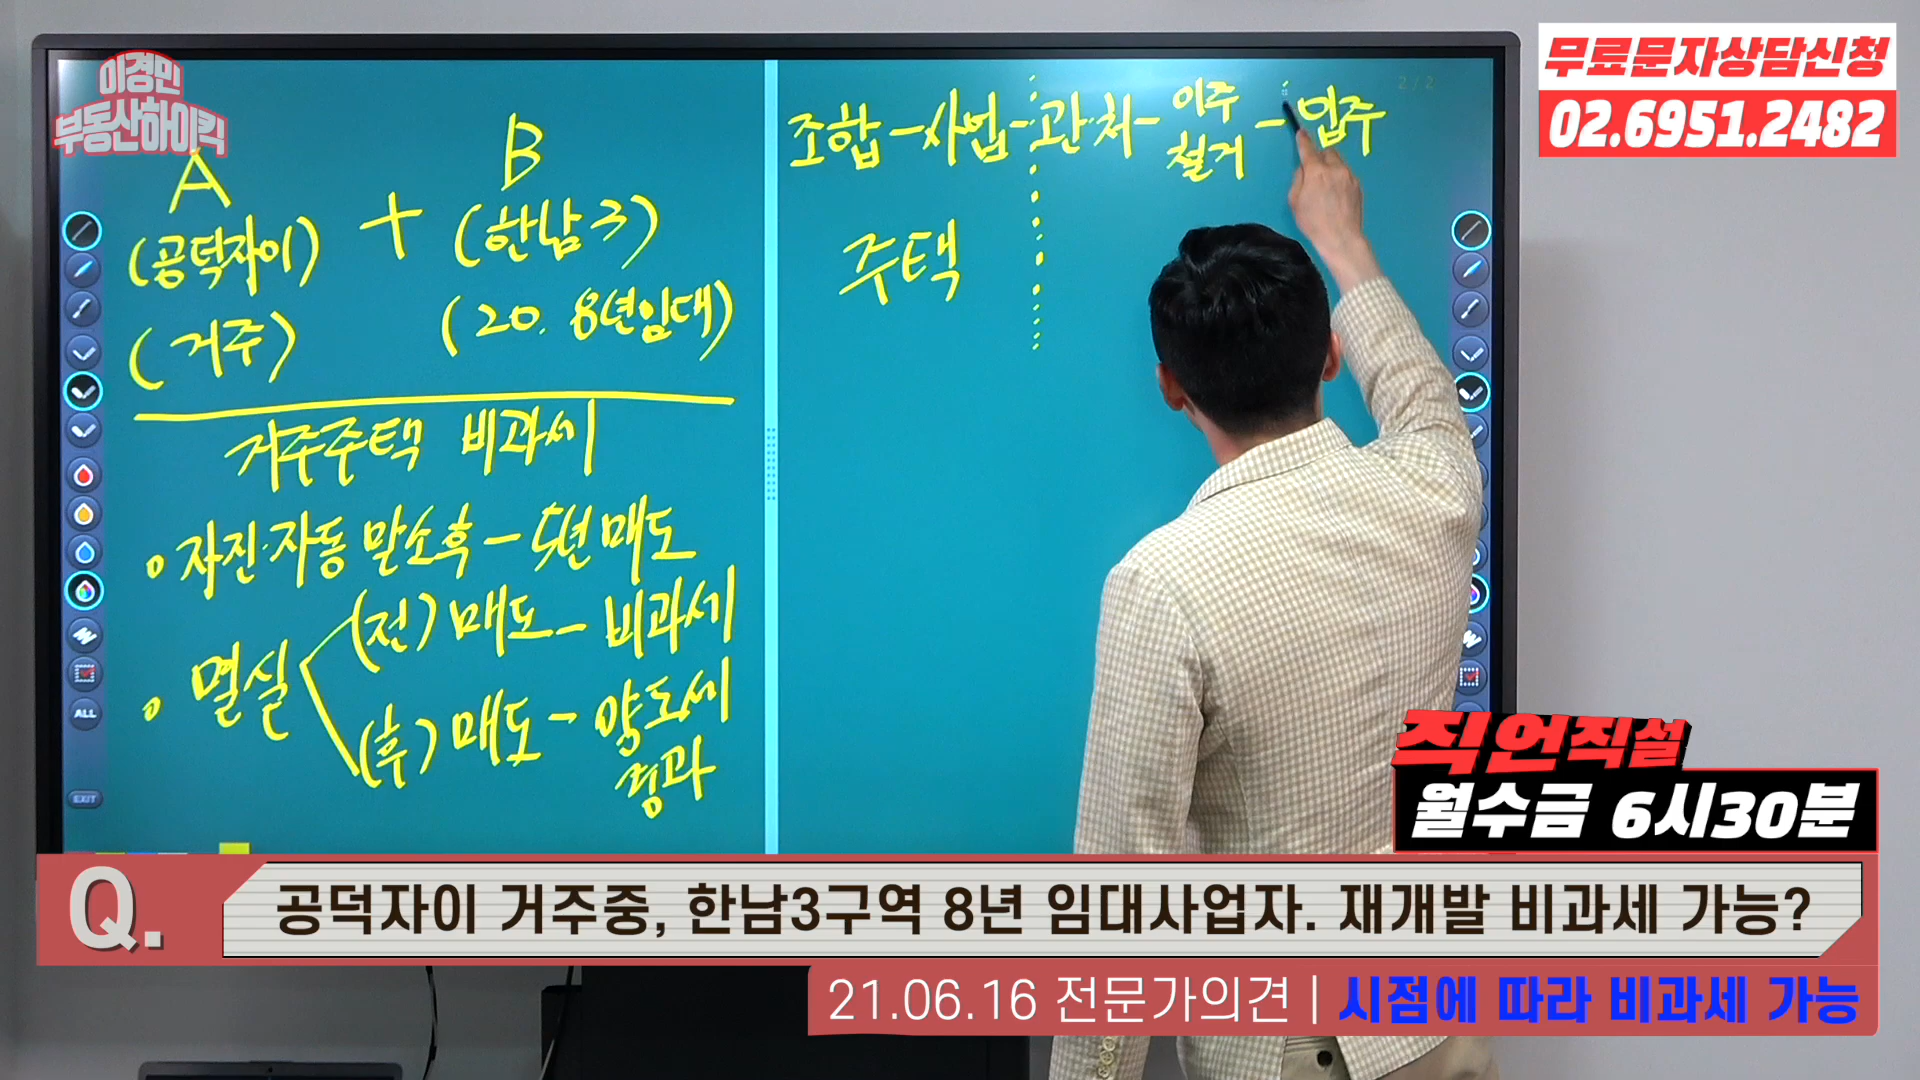 이경민
부동산하이킥
무료문자상담신청
02.6951.2482
A + B
(공덕자이) (한남3)
(거주) (20. 8년임대)
거주주택 비과세
자진·자동 말소후 - 5년 매도
멸실
(전) 매도 - 비과세
(후) 매도 - 양도세
중과
2/2
조합 - 사업 - 관·처 - 이주 철거 - 입주
주택
ALL
EXIT
직언직설
월수금 6시30분
Q. 공덕자이 거주중, 한남3구역 8년 임대사업자. 재개발 비과세 가능?
21.06.16 전문가의견 | 시점에 따라 비과세 가능